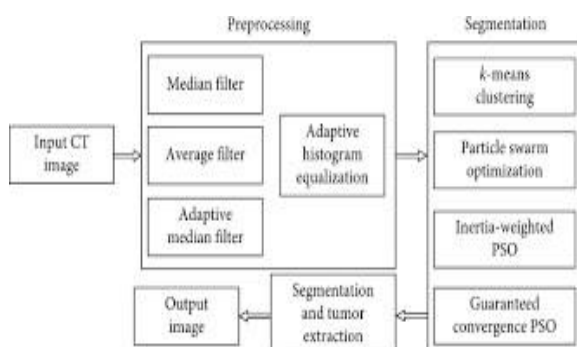 Preprocessing
Segmentation
Input CT
image
Median filter
Average filter
Adaptive
median filter
Adaptive
histogram
equalization
k-means
clustering
Particle swarm
optimization
Inertia-weighted
PSO
Guaranteed
convergence PSO
Segmentation
and tumor
extraction
Output
image